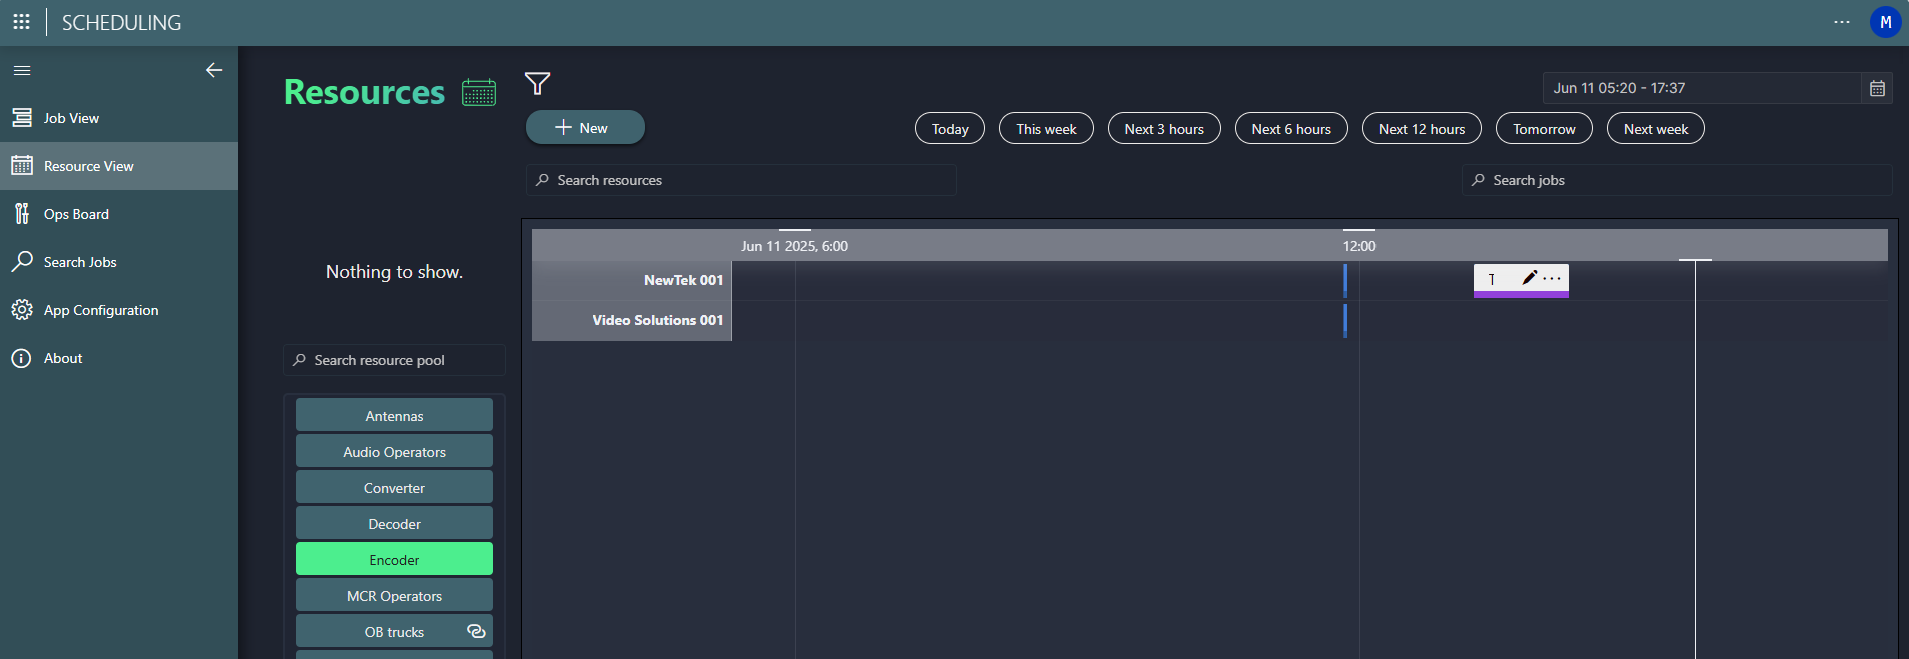 SCHEDULING
M
Job View
Resource View
Ops Board
Search Jobs
App Configuration
About
Resources
Nothing to show.
Search resource pool
Antennas
Audio Operators
Converter
Decoder
Encoder
MCR Operators
OB trucks
New
Jun 11 05:20 - 17:37
Today
This week
Next 3 hours
Next 6 hours
Next 12 hours
Tomorrow
Next week
Search resources
Search jobs
Jun 11 2025, 6:00
12:00
NewTek 001
Video Solutions 001